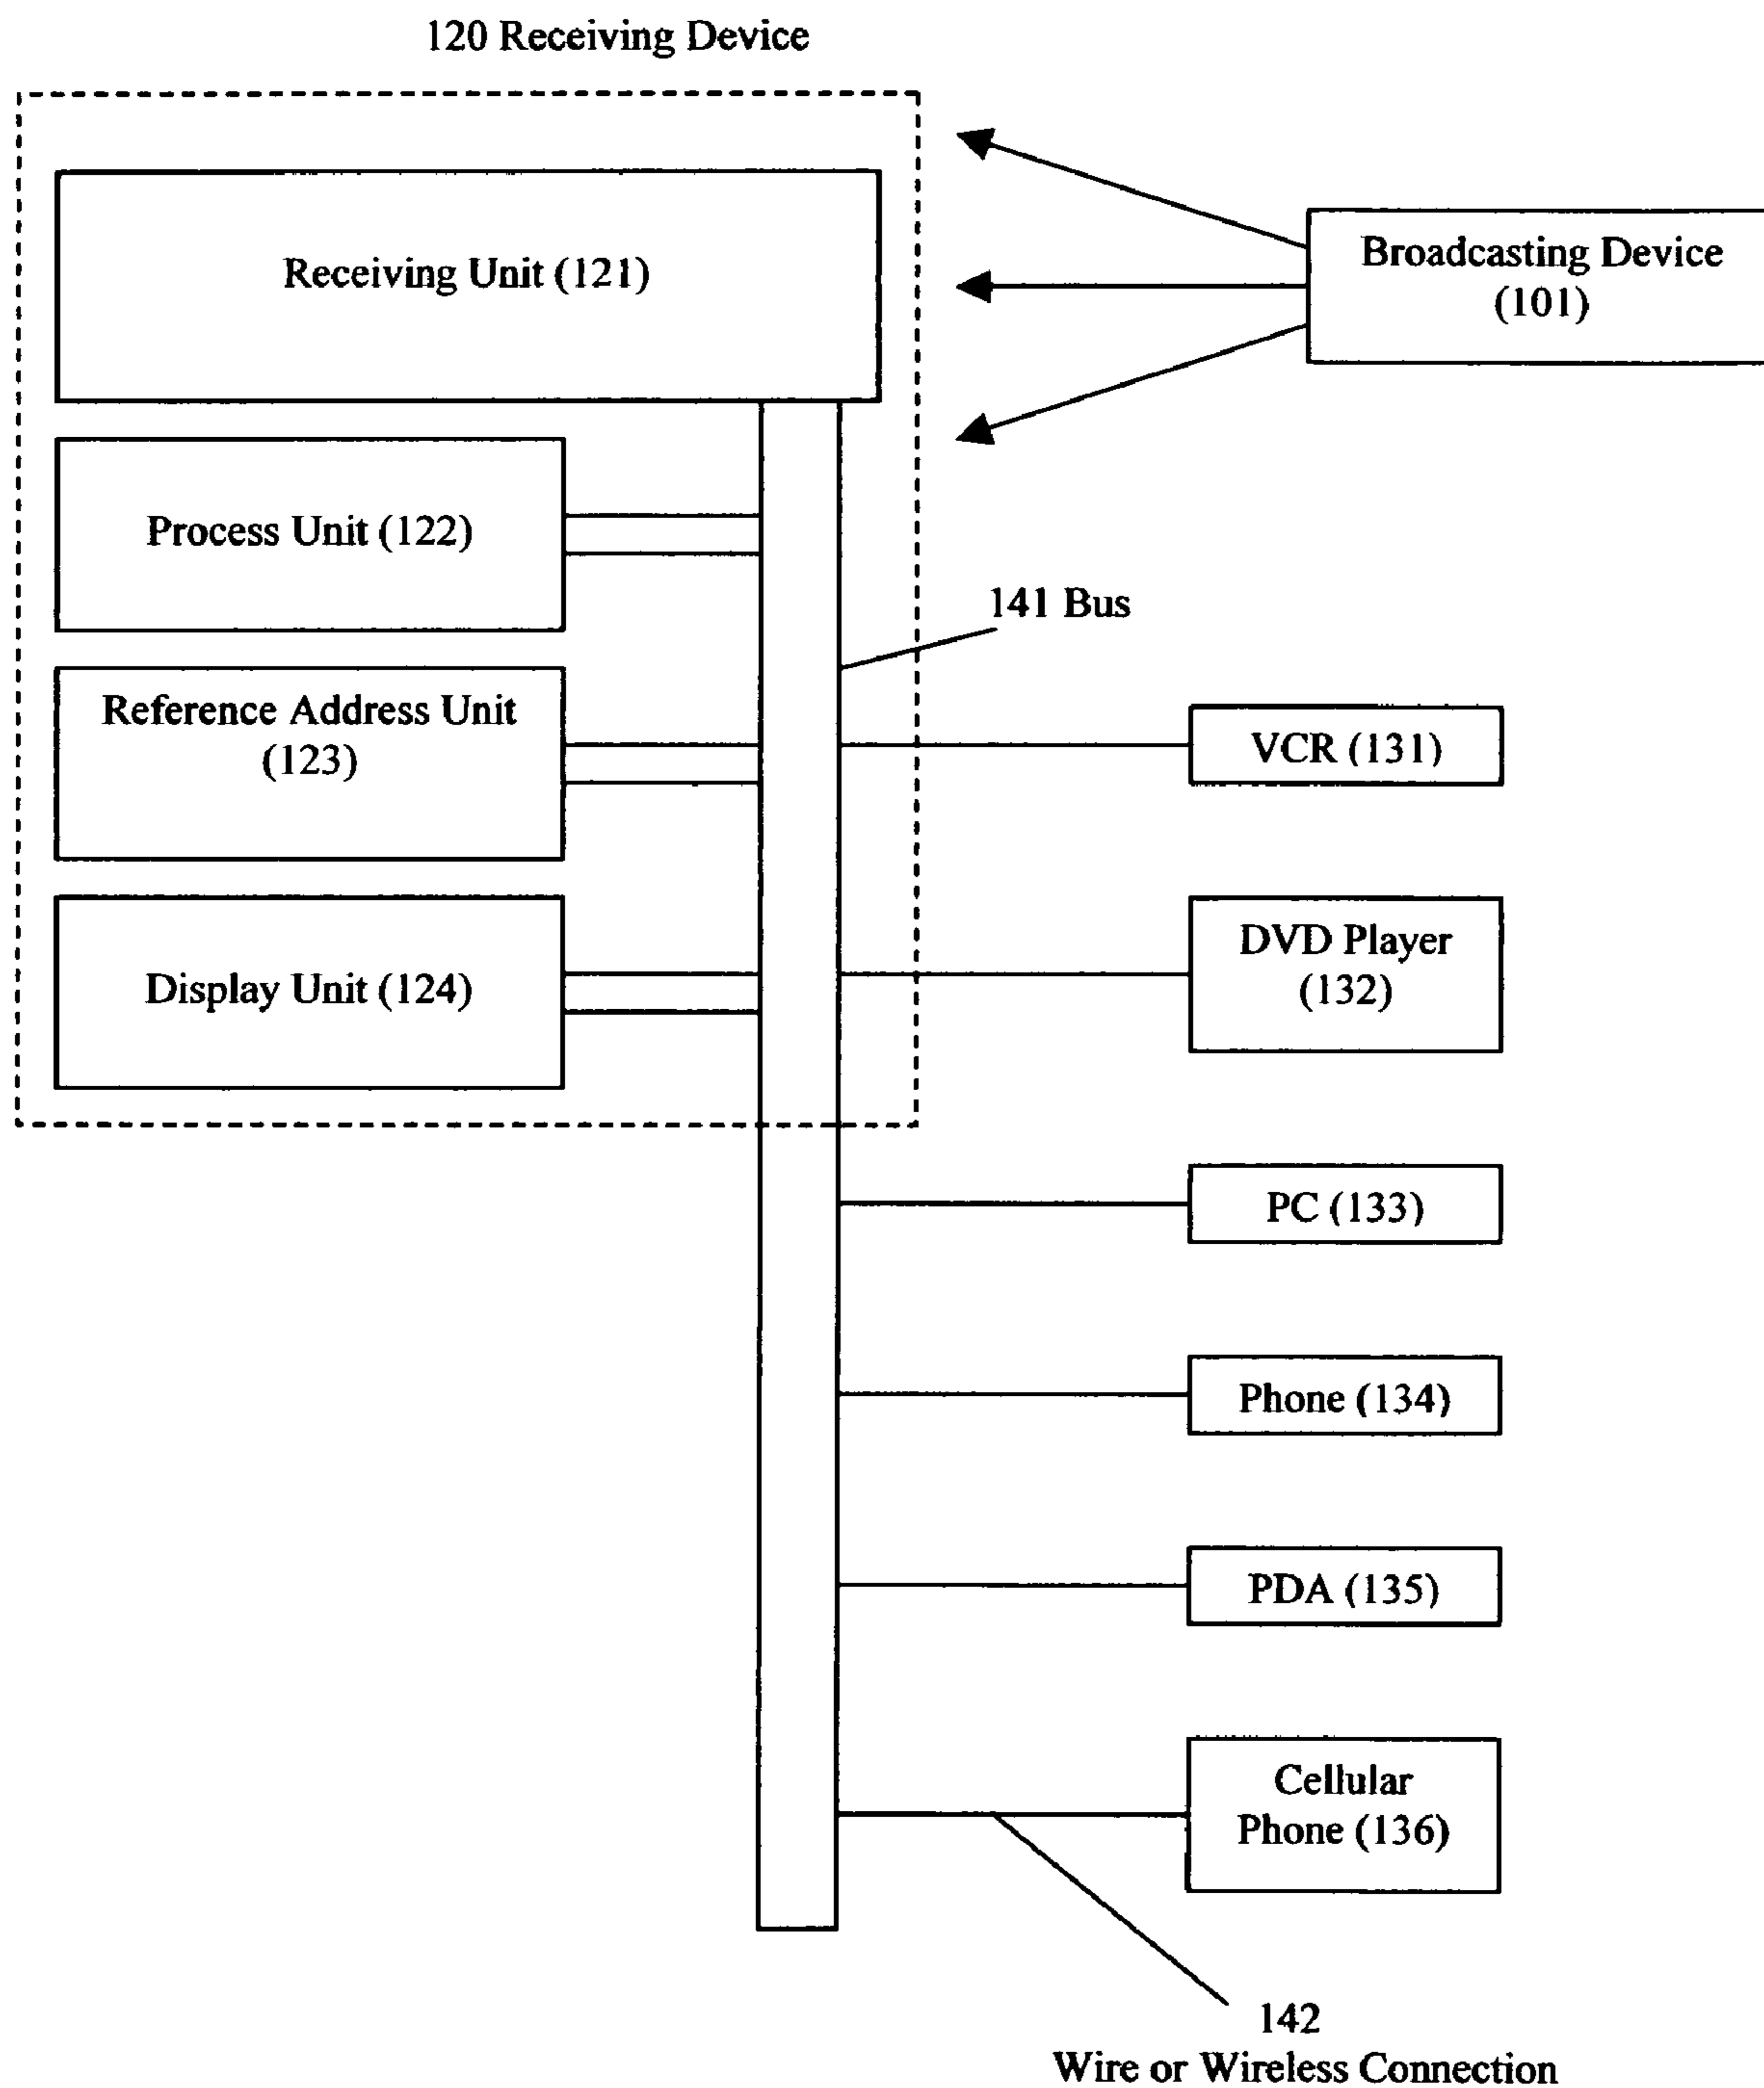 120 Receiving Device
Receiving Unit (121)
Broadcasting Device
(101)
Process Unit (122)
141 Bus
Reference Address Unit
(123)
VCR (131)
DVD Player
(132)
Display Unit (124)
PC (133)
Phone (134)
PDA (135)
Cellular
Phone (136)
142
Wire or Wireless Connection